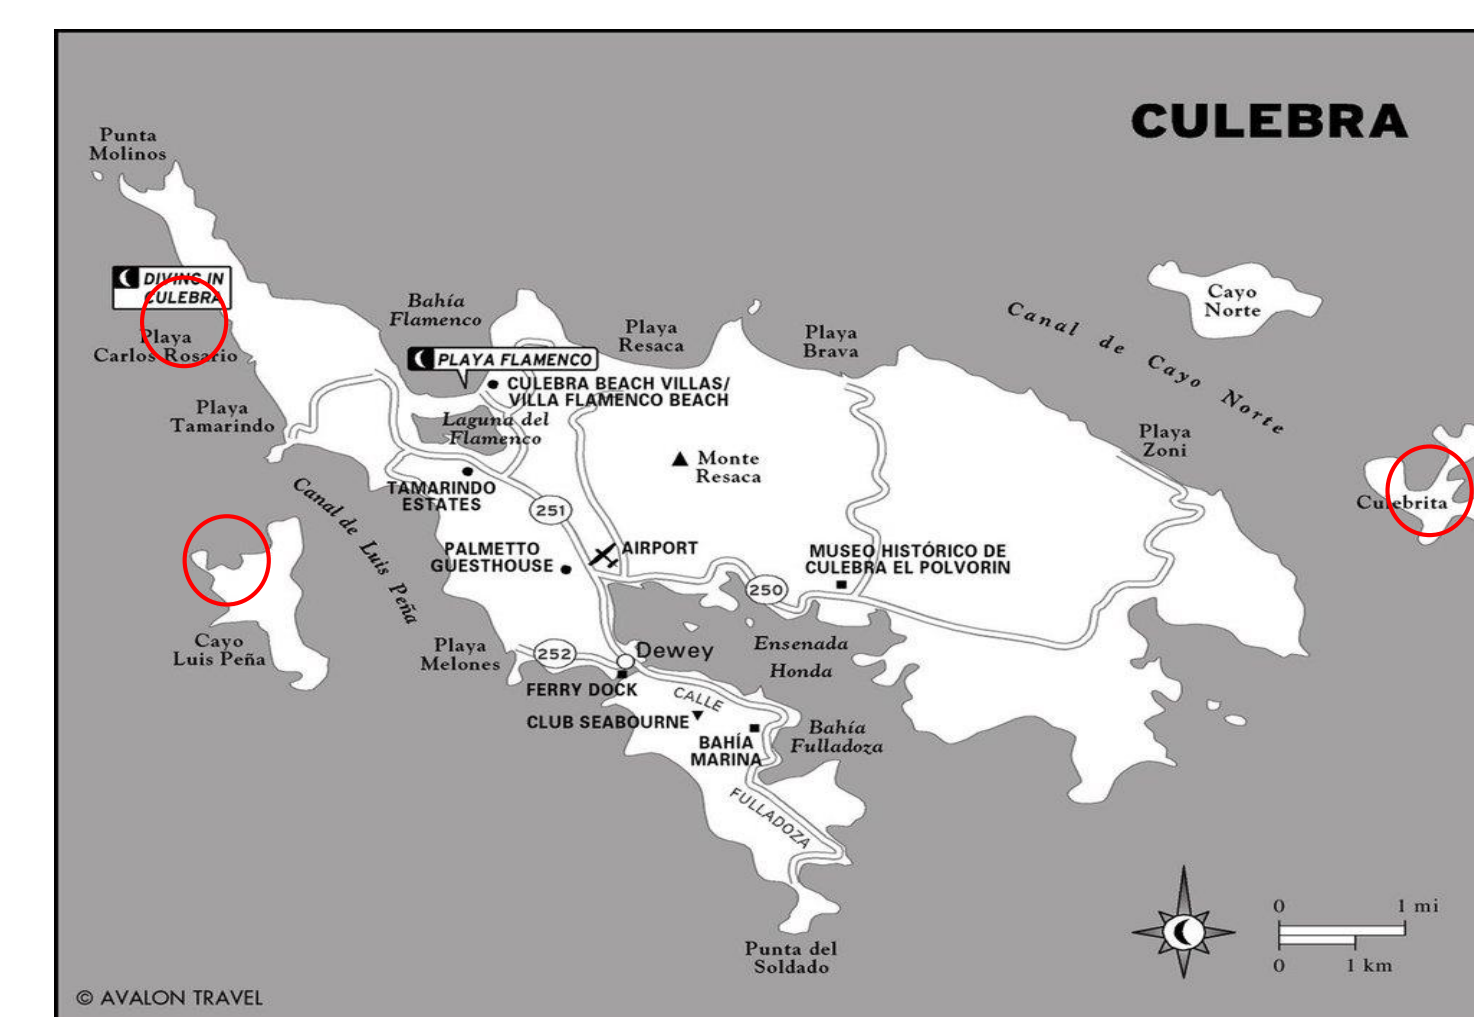 CULEBRA
Punta
Molinos
DIVING IN
CULEBRA
Playa
Carlos Rosario
Bahía
Flamenco
PLAYA FLAMENCO
Playa
Resaca
Playa
Brava
Canal de Cayo Norte
Cayo
Norte
CULEBRA BEACH VILLAS/
VILLA FLAMENCO BEACH
Playa
Tamarindo
Laguna del
Flamenco
Monte
Resaca
Playa
Zoni
Culebrita
TAMARINDO
ESTATES
Canal de Luis Peña
251
PALMETTO
GUESTHOUSE
AIRPORT
MUSEO HISTÓRICO DE
CULEBRA EL POLVORIN
250
Cayo
Luis Peña
Playa
Melones
252
Dewey
Ensenada
Honda
FERRY DOCK
CALLE
CLUB SEABOURNE
BAHÍA
MARINA
Bahía
Fulladoza
FULLADOZA
Punta del
Soldado
0 1 mi
0 1 km
© AVALON TRAVEL